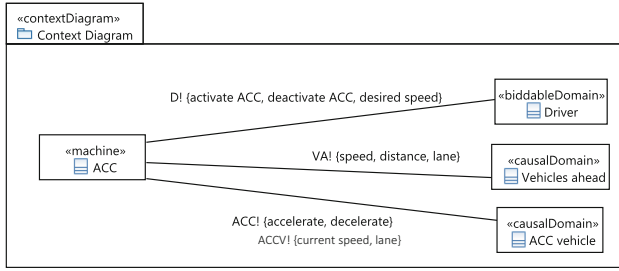 «contextDiagram»
Context Diagram
D! {activate ACC, deactivate ACC, desired speed}
«biddableDomain»
Driver
«machine»
ACC
VA! {speed, distance, lane}
«causalDomain»
Vehicles ahead
ACC! {accelerate, decelerate}
ACCV! {current speed, lane}
«causalDomain»
ACC vehicle